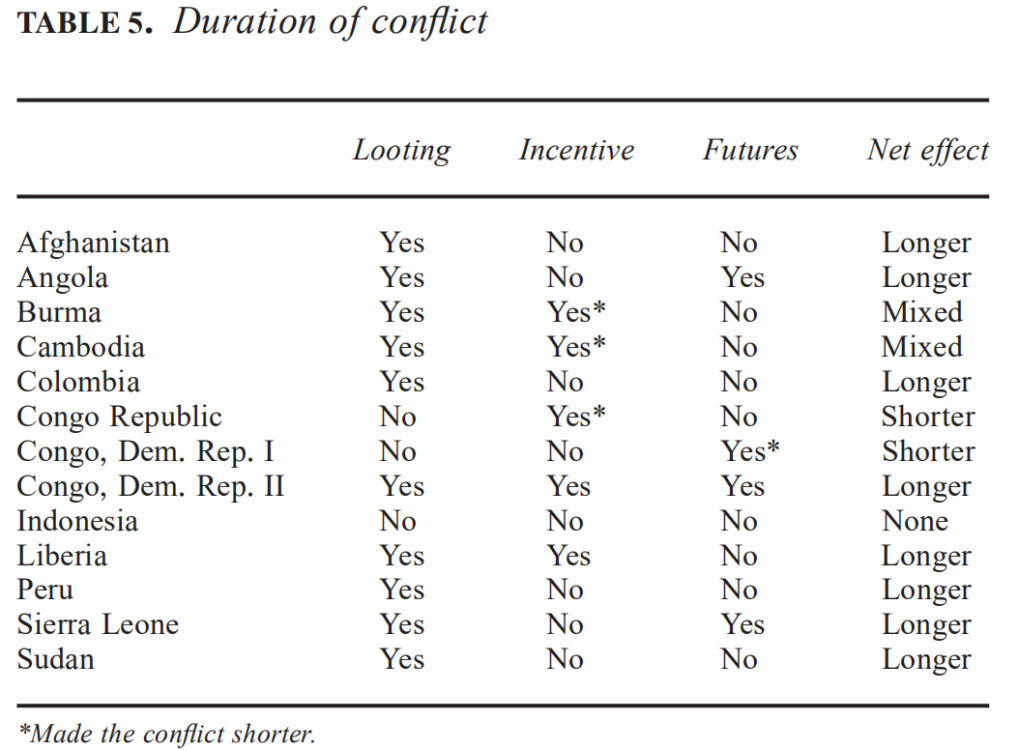 TABLE 5. Duration of conflict
Looting Incentive Futures Net effect
Afghanistan Yes No No Longer
Angola Yes No Yes Longer
Burma Yes Yes* No Mixed
Cambodia Yes Yes* No Mixed
Colombia Yes No No Longer
Congo Republic No Yes* No Shorter
Congo, Dem. Rep. I No No Yes* Shorter
Congo, Dem. Rep. II Yes Yes Yes Longer
Indonesia No No No None
Liberia Yes Yes No Longer
Peru Yes No No Longer
Sierra Leone Yes No Yes Longer
Sudan Yes No No Longer
*Made the conflict shorter.